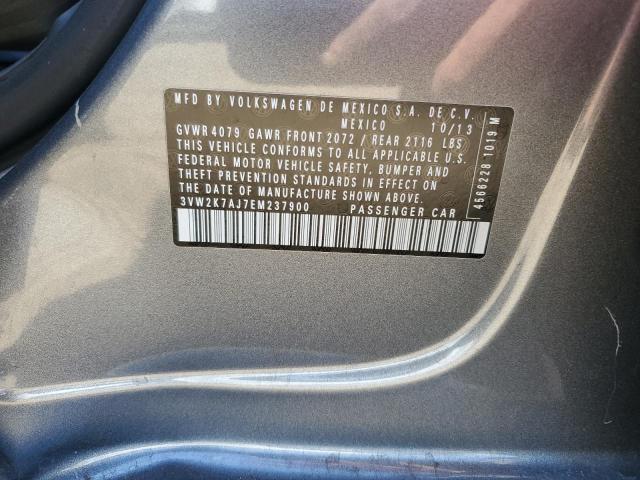 MFD BY VOLKSWAGEN DE MEXICO S.A. DE C.V.
MEXICO 10/13
GVWR 4079 GAWR FRONT 2072 / REAR 2116 LBS
THIS VEHICLE CONFORMS TO ALL APPLICABLE U.S.
FEDERAL MOTOR VEHICLE SAFETY, BUMPER AND
THEFT PREVENTION STANDARDS IN EFFECT ON
THE DATE OF MANUFACTURE SHOWN ABOVE.
3VW2K7AJ7EM237900 PASSENGER CAR
4566228 1019 M